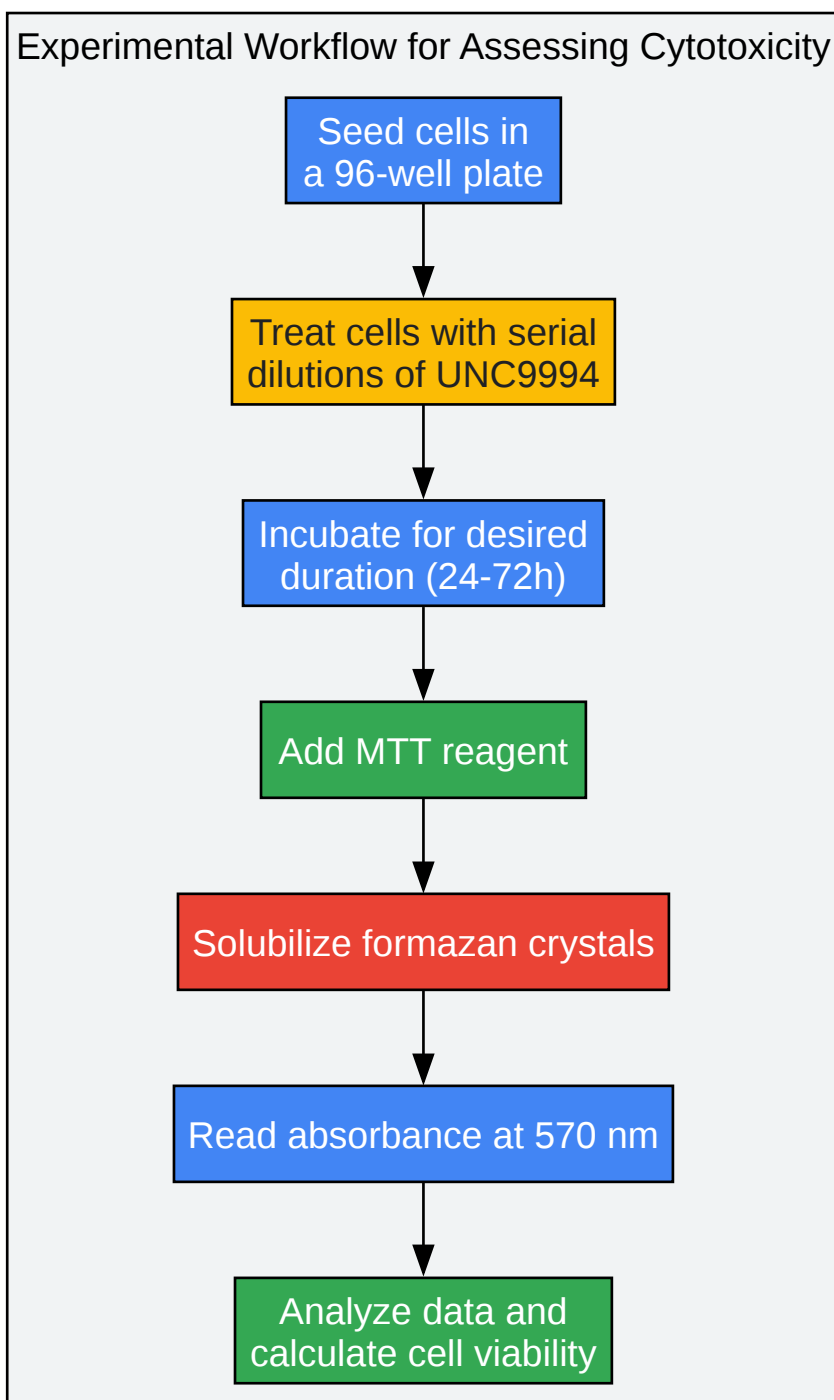 Experimental Workflow for Assessing Cytotoxicity
Seed cells in
a 96-well plate
Treat cells with serial
dilutions of UNC9994
Incubate for desired
duration (24-72h)
Add MTT reagent
Solubilize formazan crystals
Read absorbance at 570 nm
Analyze data and
calculate cell viability